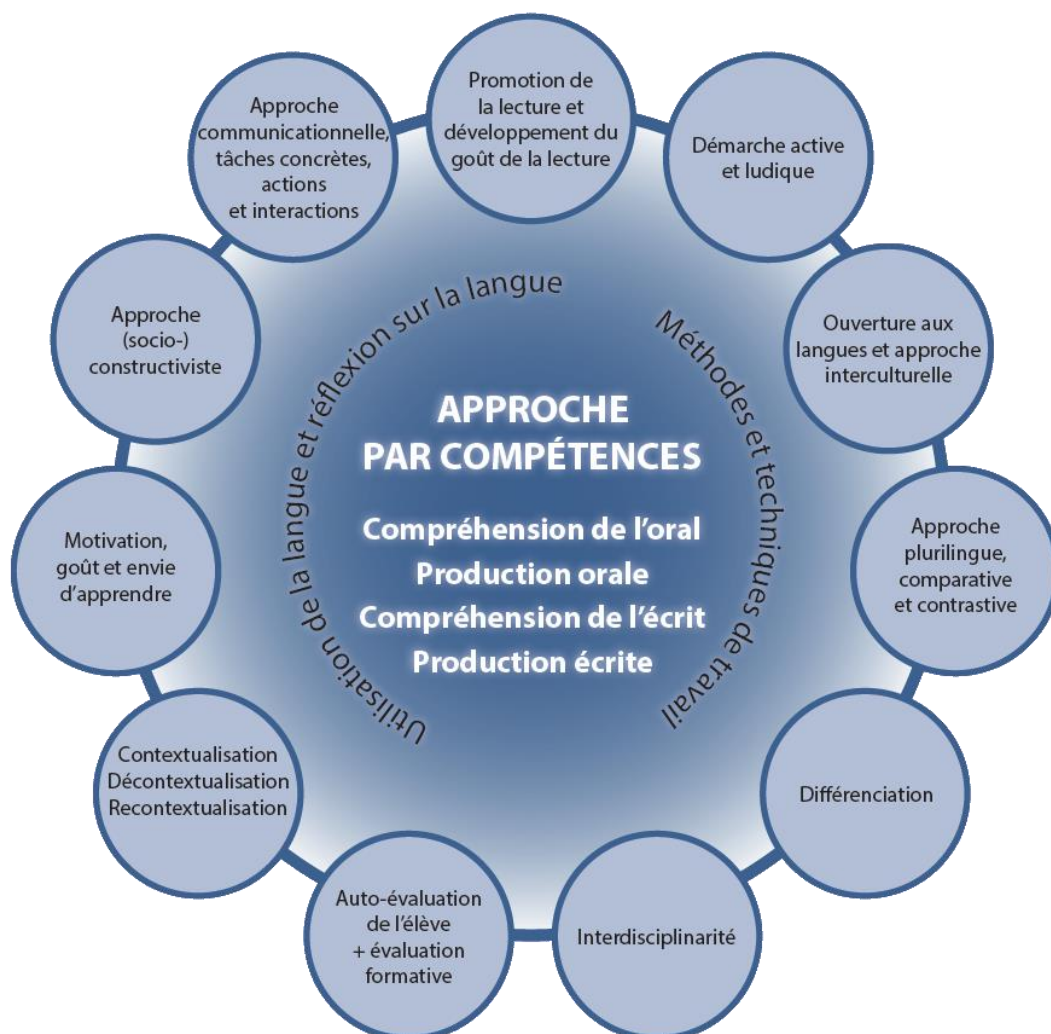 Promotion de
la lecture et
développement du
goût de la lecture
Démarche active
et ludique
Ouverture aux
langues et approche
interculturelle
Approche
plurilingue,
comparative
et contrastive
Différenciation
Interdisciplinarité
Auto-évaluation
de l'élève
+ évaluation
formative
Contextualisation
Décontextualisation
Recontextualisation
Motivation,
goût et envie
d'apprendre
Approche
(socio-)
constructiviste
Approche
communicationnelle,
tâches concrètes,
actions
et interactions
Utilisation de la langue et réflexion sur la langue
Méthodes et techniques de travail
APPROCHE
PAR COMPÉTENCES
Compréhension de l'oral
Production orale
Compréhension de l'écrit
Production écrite